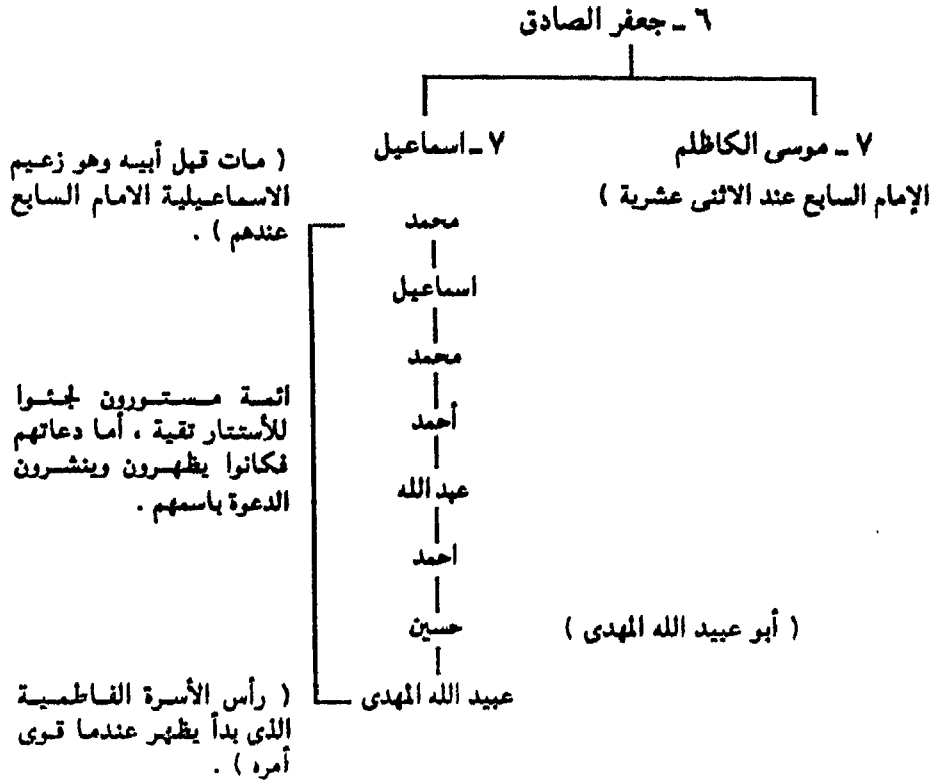 ٦ ـ جعفر الصادق
٧ ـ موسى الكاظلم
الإمام السابع عند الاثنى عشرية )
٧ ـ اسماعيل
( مات قبل أبيه وهو زعيم
الاسماعيلية الامام السابع
عندهم ) .
محمد
اسماعيل
محمد
أحمد
عبد الله
احمد
حسين
( أبو عبيد الله المهدى )
ائمة مستورون لجئوا
للأستتار تقية ، أما دعاتهم
فكانوا يظهرون وينشرون
الدعوة باسمهم .
عبيد الله المهدى
( رأس الأسرة الفاطمية
الذى بدأ يظهر عندما قوى
أمره ) .